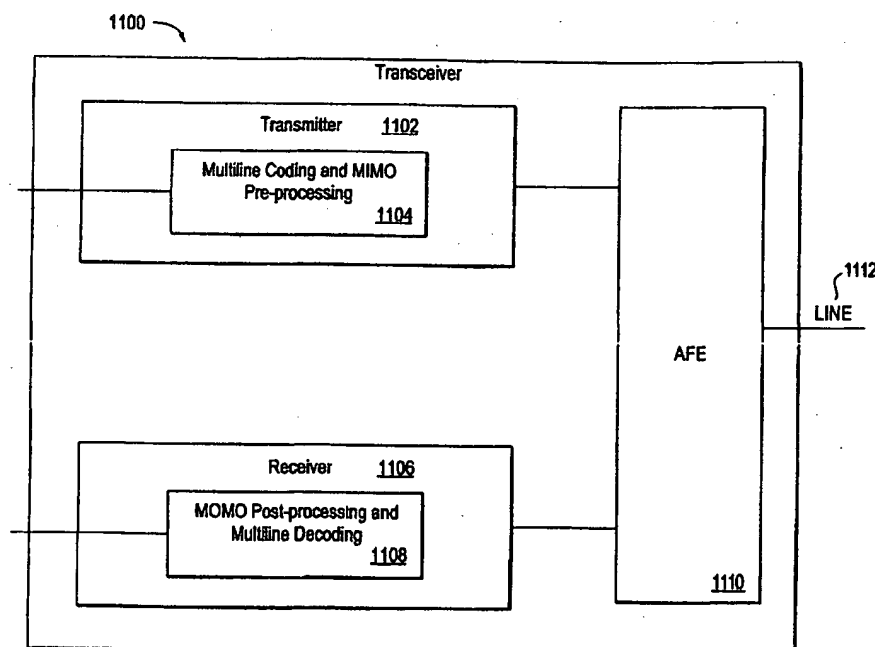 1100
Transceiver
Transmitter 1102
Multiline Coding and MIMO
Pre-processing
1104
1112
LINE
AFE
Receiver 1106
MOMO Post-processing and
Multiline Decoding
1108
1110